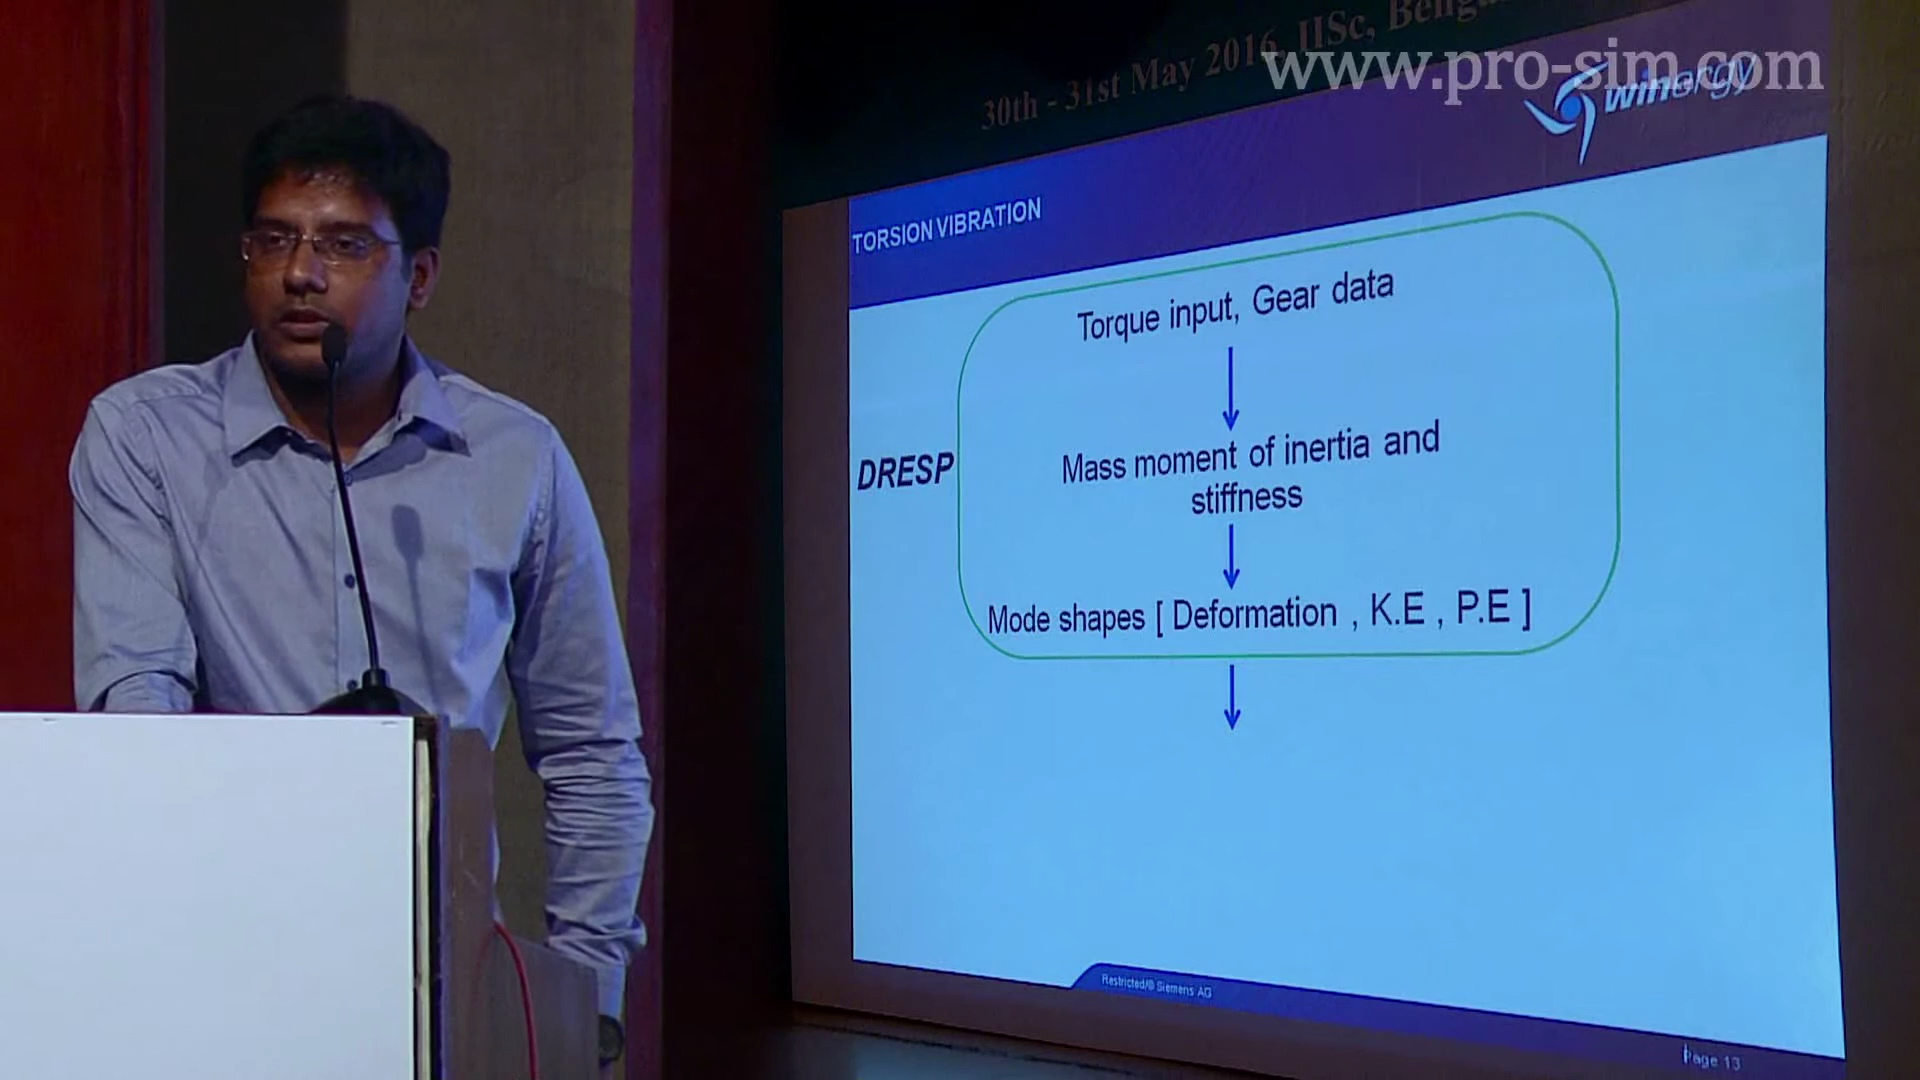 30th - 31st May 2016, IISc,
www.pro-sim.com
winergy
TORSION VIBRATION
Torque input, Gear data
DRESP
Mass moment of inertia and
stiffness
Mode shapes [ Deformation , K.E , P.E ]
Restricted/© Siemens AG
Page 13